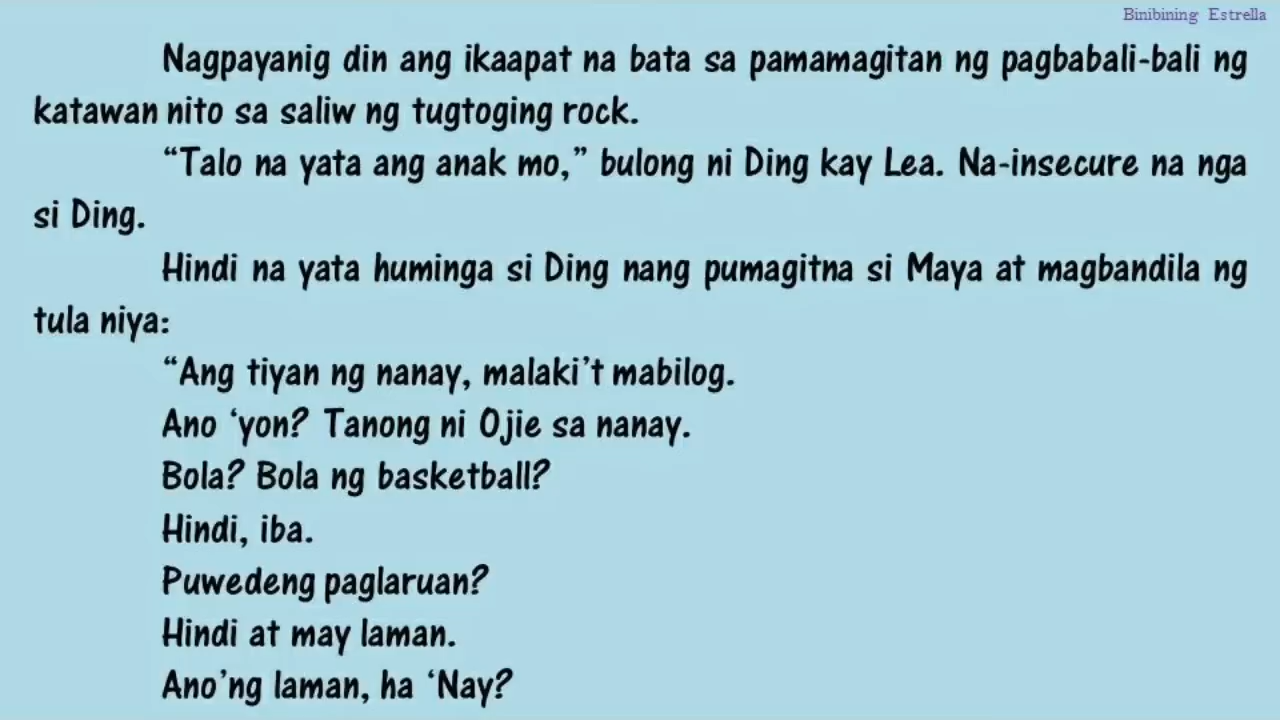 Binibining Estrella
Nagpayanig din ang ikaapat na bata sa pamamagitan ng pagbabali-bali ng
katawan nito sa saliw ng tugtoging rock.
“Talo na yata ang anak mo,” bulong ni Ding kay Lea. Na-insecure na nga
si Ding.
Hindi na yata huminga si Ding nang pumagitna si Maya at magbandila ng
tula niya:
“Ang tiyan ng nanay, malaki’t mabilog.
Ano ‘yon? Tanong ni Ojie sa nanay.
Bola? Bola ng basketball?
Hindi, iba.
Puwedeng paglaruan?
Hindi at may laman.
Ano’ng laman, ha ‘Nay?